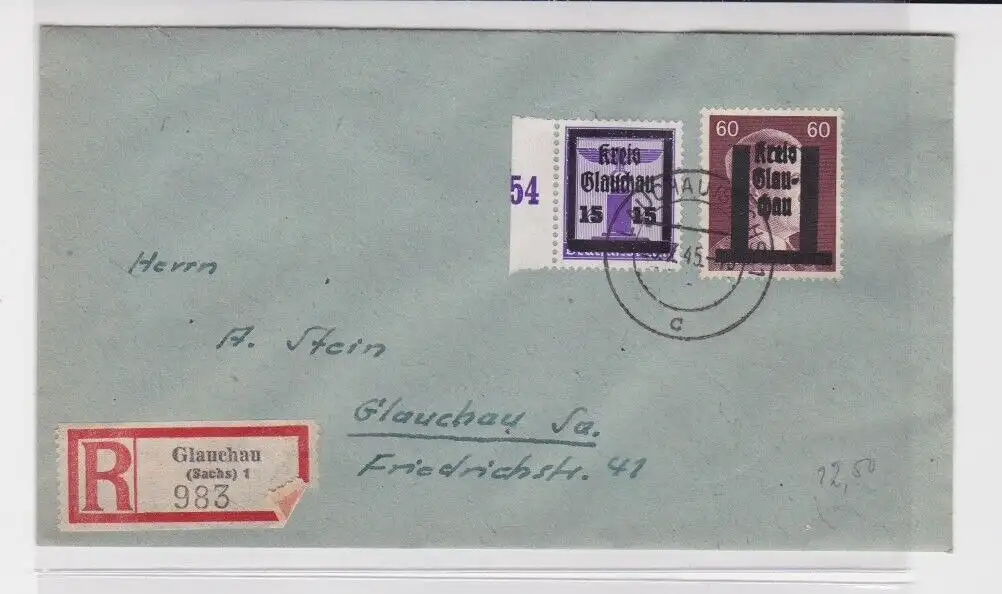 54
Kreis
Glauchau
15 15
60 60
Kreis
Glau-
chau
45
c
Herrn
A. Stein
Glauchau Sa.
Friedrichstr. 41
R
Glauchau
(Sachs) 1
983
12,50